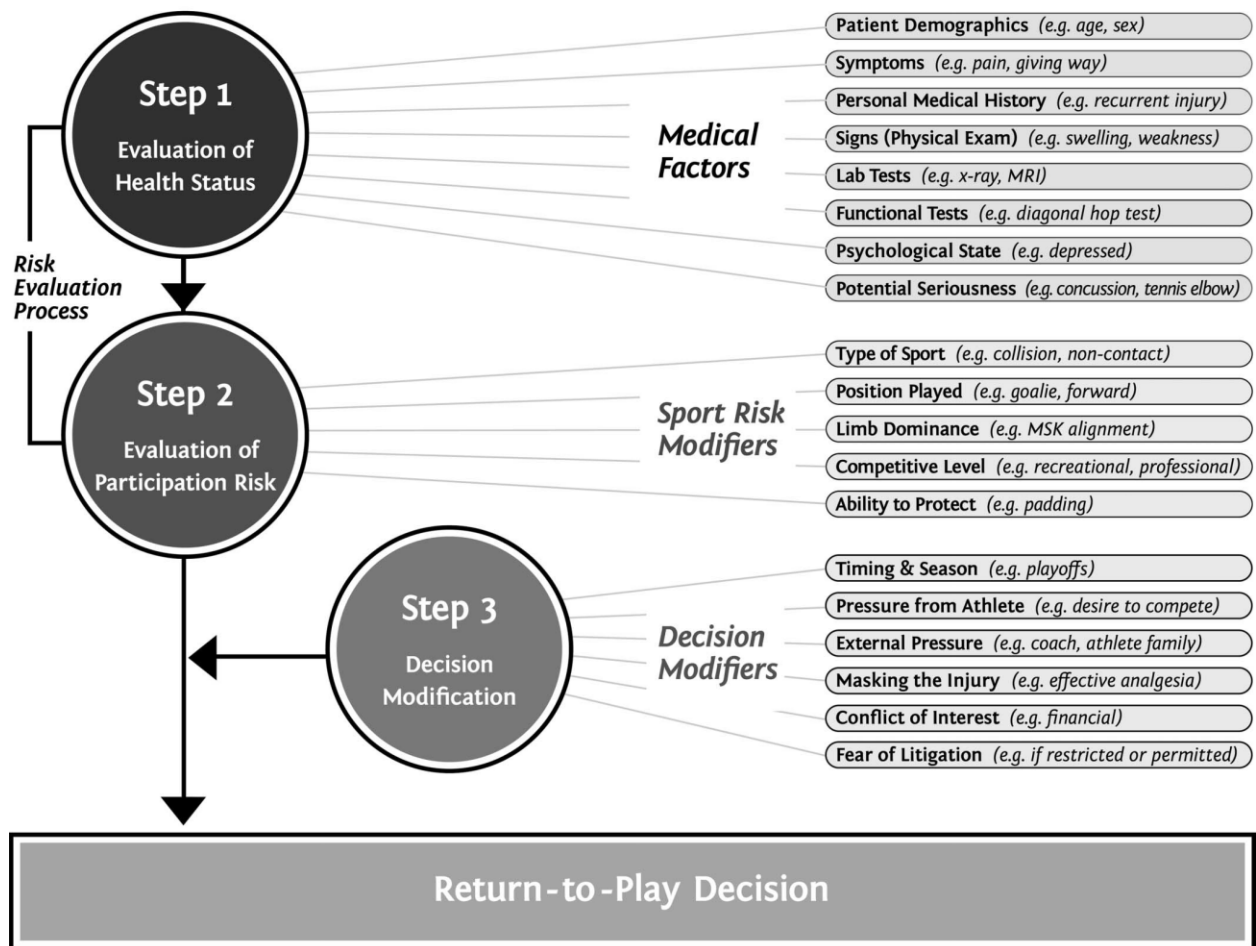 Step 1
Evaluation of
Health Status
Medical
Factors
Patient Demographics (e.g. age, sex)
Symptoms (e.g. pain, giving way)
Personal Medical History (e.g. recurrent injury)
Signs (Physical Exam) (e.g. swelling, weakness)
Lab Tests (e.g. x-ray, MRI)
Functional Tests (e.g. diagonal hop test)
Psychological State (e.g. depressed)
Potential Seriousness (e.g. concussion, tennis elbow)
Risk
Evaluation
Process
Step 2
Evaluation of
Participation Risk
Sport Risk
Modifiers
Type of Sport (e.g. collision, non-contact)
Position Played (e.g. goalie, forward)
Limb Dominance (e.g. MSK alignment)
Competitive Level (e.g. recreational, professional)
Ability to Protect (e.g. padding)
Step 3
Decision
Modification
Decision
Modifiers
Timing & Season (e.g. playoffs)
Pressure from Athlete (e.g. desire to compete)
External Pressure (e.g. coach, athlete family)
Masking the Injury (e.g. effective analgesia)
Conflict of Interest (e.g. financial)
Fear of Litigation (e.g. if restricted or permitted)
Return-to-Play Decision